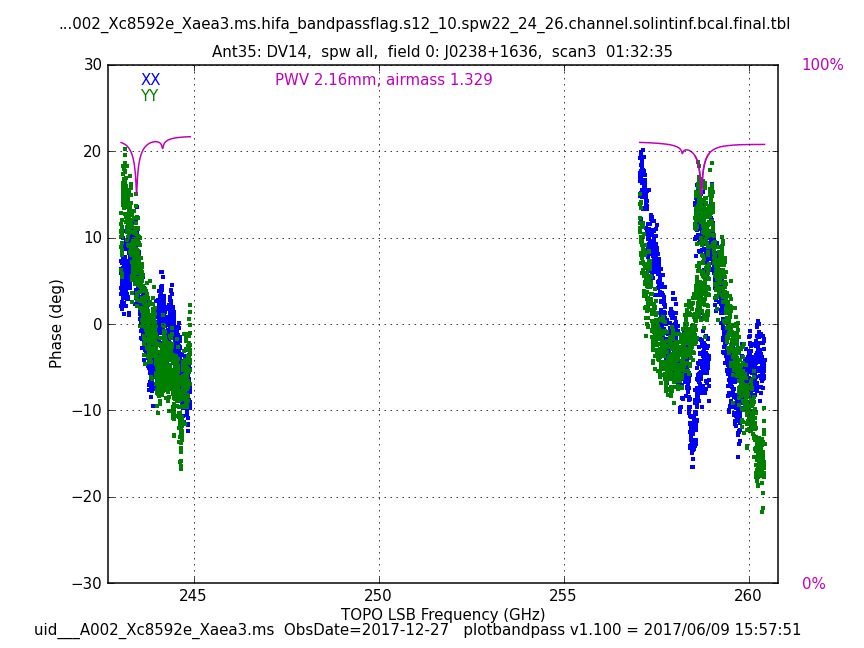 ...002_Xc8592e_Xaea3.ms.hifa_bandpassflag.s12_10.spw22_24_26.channel.solintinf.bcal.final.tbl
Ant35: DV14,  spw all,  field 0: J0238+1636,  scan3  01:32:35
30
XX
PWV 2.16mm, airmass 1.329
100%
YY
20
10
Phase (deg)
0
−10
−20
−30
0%
245
250
255
260
TOPO LSB Frequency (GHz)
uid___A002_Xc8592e_Xaea3.ms  ObsDate=2017-12-27   plotbandpass v1.100 = 2017/06/09 15:57:51